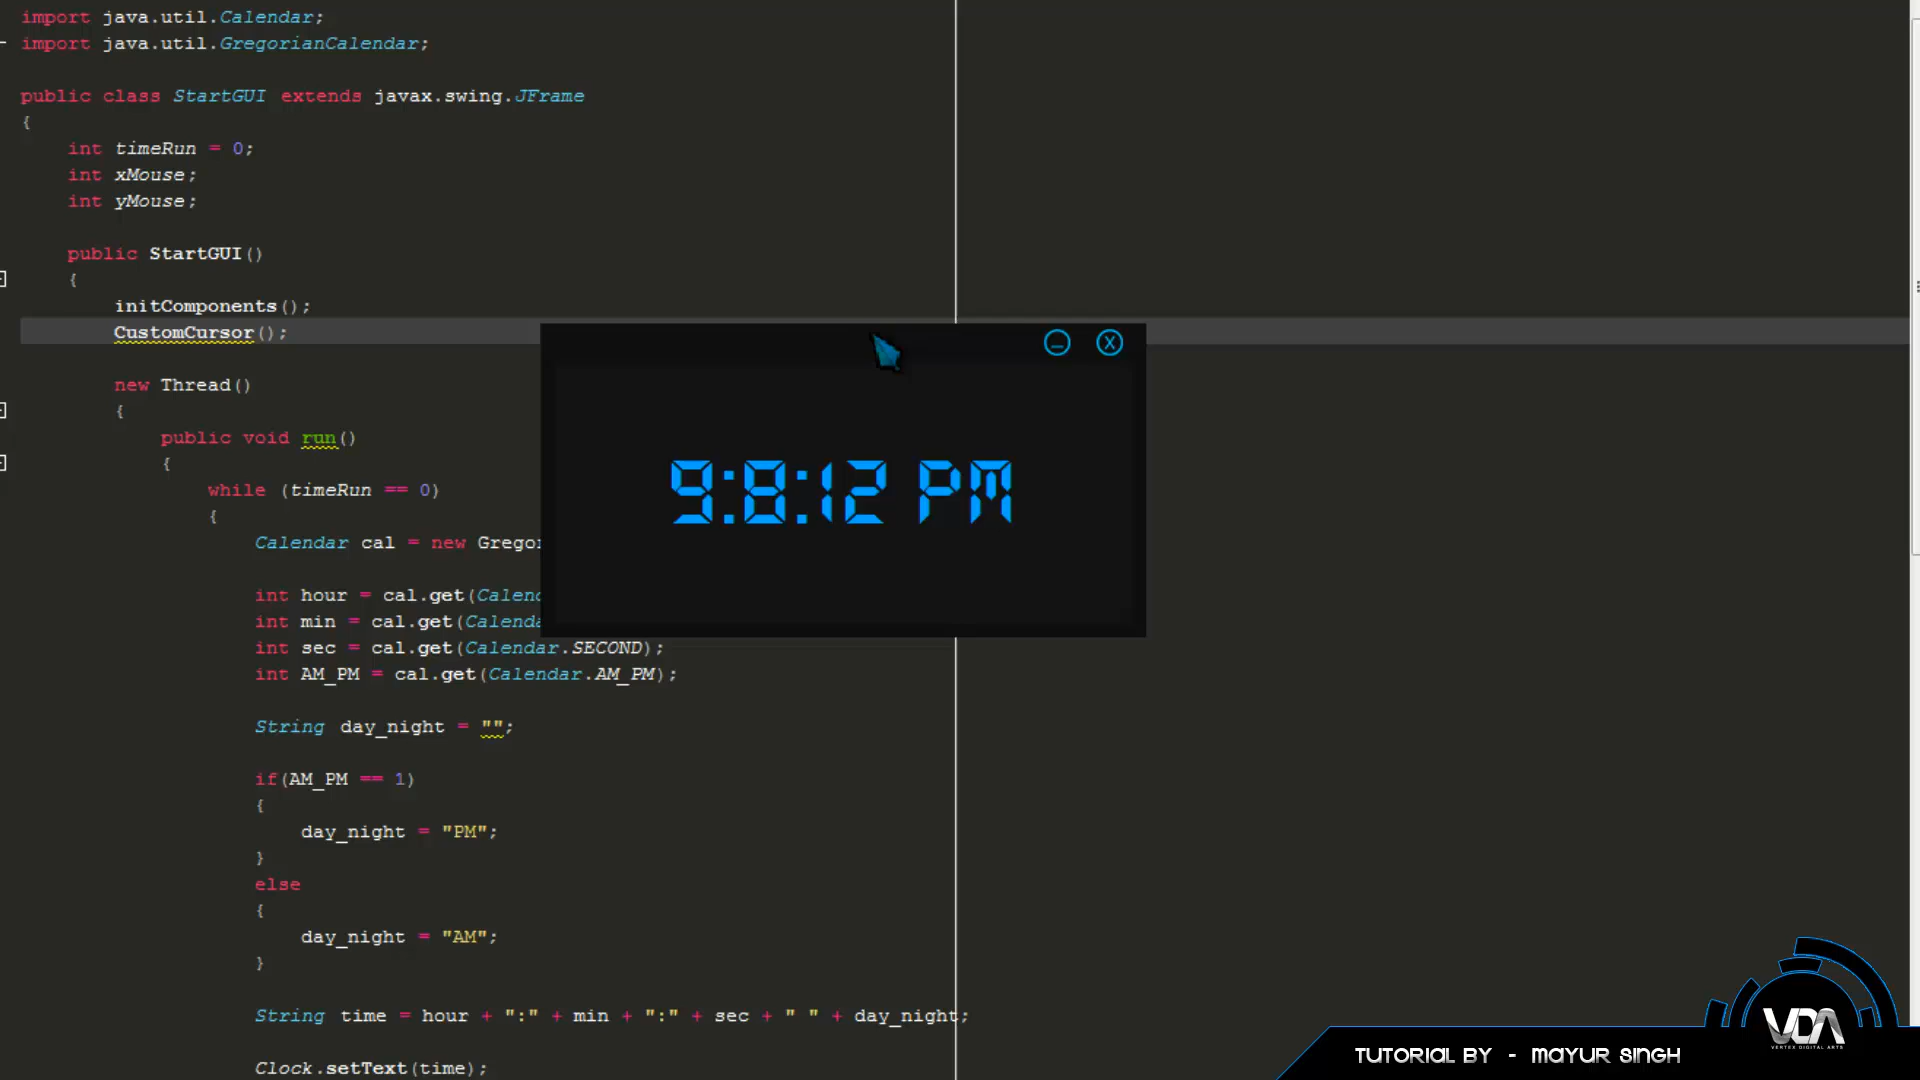 import java.util.Calendar;
import java.util.GregorianCalendar;
public class StartGUI extends javax.swing.JFrame
{
int timeRun = 0;
int xMouse;
int yMouse;
public StartGUI()
{
initComponents();
CustomCursor();
X
new Thread()
{
public void run()
{
9:8:12 PM
while (timeRun == 0)
{
Calendar cal = new Gregor
int hour = cal.get(Calend
int min = cal.get(Calenda
int sec = cal.get(Calendar.SECOND);
int AM_PM = cal.get(Calendar.AM_PM);
String day_night = "";
if(AM_PM == 1)
{
day_night = "PM";
}
else
{
day_night = "AM";
}
String time = hour + ":" + min + ":" + sec + " " + day_night;
Clock.setText(time);
VDA
VERTEX DIGITAL ARTS
TUTORIAL BY - MAYUR SINGH